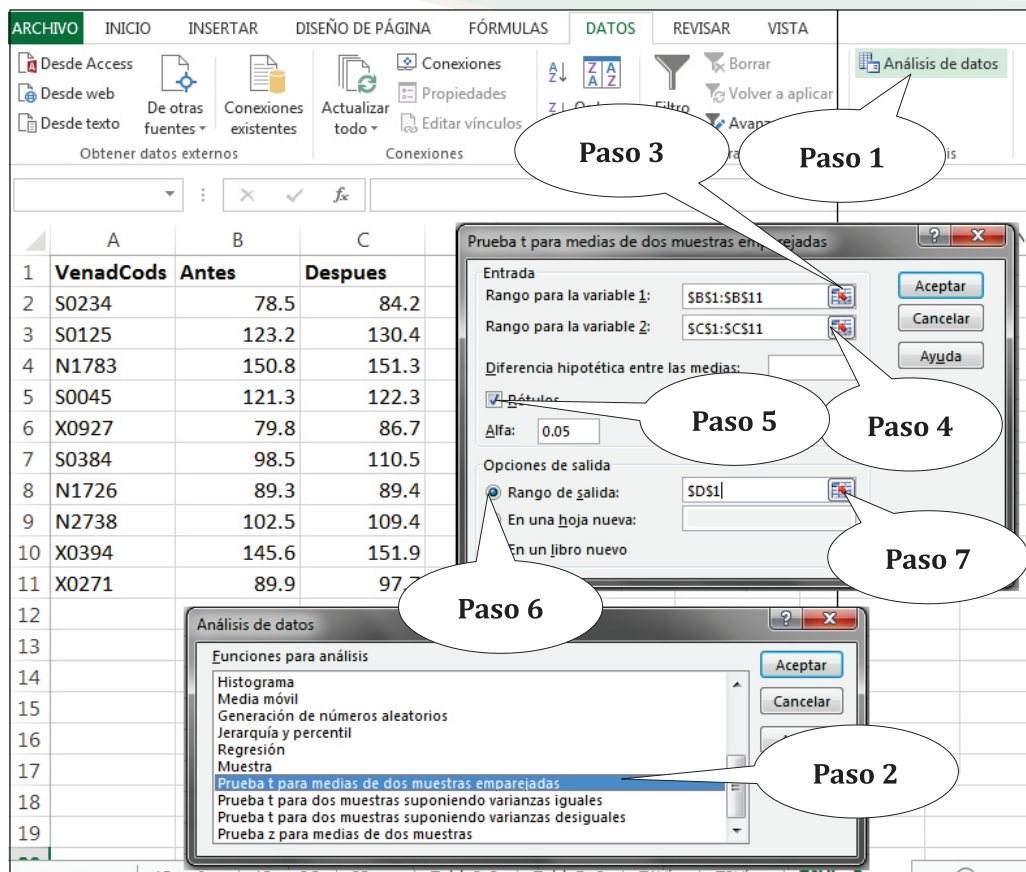 ARCHIVO INICIO INSERTAR DISEÑO DE PÁGINA FÓRMULAS DATOS REVISAR VISTA
Desde Access
Desde web
Desde texto
De otras
fuentes
Conexiones
existentes
Obtener datos externos
Actualizar
todo
Conexiones
Propiedades
Editar vínculos
Conexiones
Filtro
Borrar
Volver a aplicar
Análisis de datos
Paso 3
Paso 1
fx
A B C
1 VenadCods Antes Despues
2 S0234 78.5 84.2
3 S0125 123.2 130.4
4 N1783 150.8 151.3
5 S0045 121.3 122.3
6 X0927 79.8 86.7
7 S0384 98.5 110.5
8 N1726 89.3 89.4
9 N2738 102.5 109.4
10 X0394 145.6 151.9
11 X0271 89.9 97.7
12
13
14
15
16
17
18
19
Prueba t para medias de dos muestras emparejadas
Entrada
Rango para la variable 1: $B$1:$B$11
Rango para la variable 2: $C$1:$C$11
Diferencia hipotética entre las medias:
Rótulos
Alfa: 0.05
Opciones de salida
Rango de salida: $D$1
En una hoja nueva:
En un libro nuevo
Aceptar
Cancelar
Ayuda
Paso 5
Paso 4
Paso 7
Paso 6
Análisis de datos
Funciones para análisis
Histograma
Media móvil
Generación de números aleatorios
Jerarquía y percentil
Regresión
Muestra
Prueba t para medias de dos muestras emparejadas
Prueba t para dos muestras suponiendo varianzas iguales
Prueba t para dos muestras suponiendo varianzas desiguales
Prueba z para medias de dos muestras
Aceptar
Cancelar
Paso 2